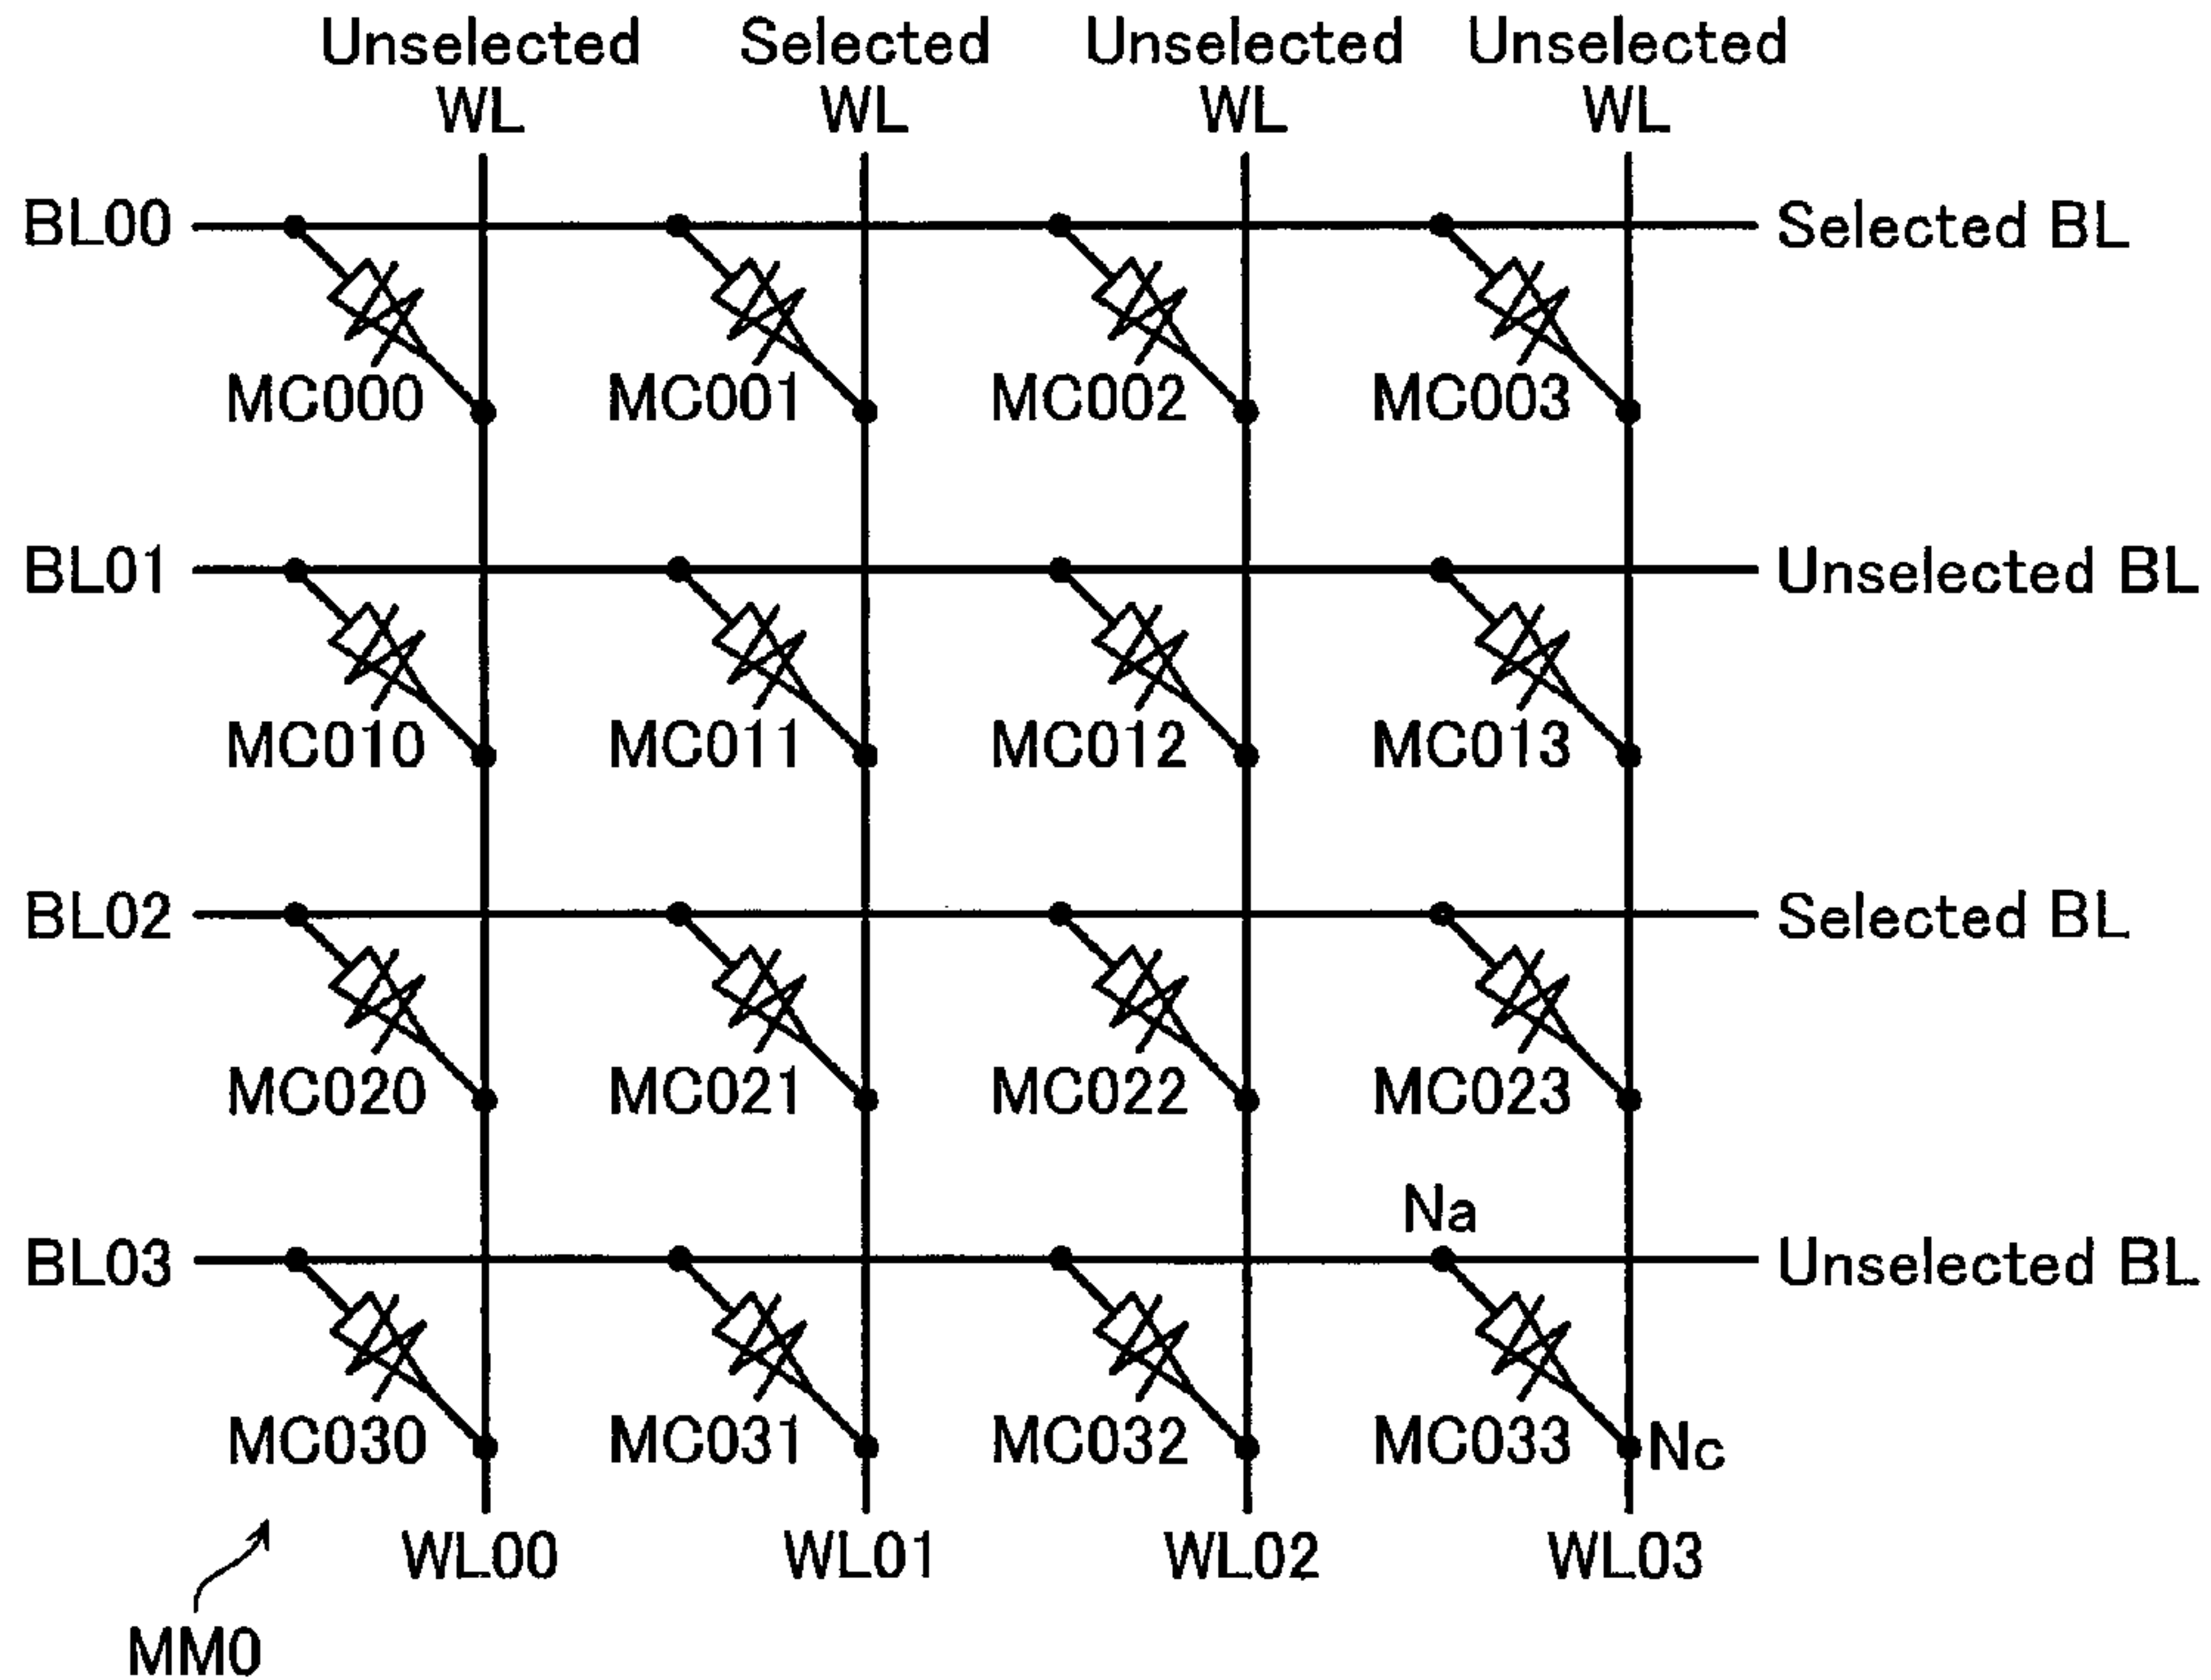 Unselected Selected Unselected Unselected
WL WL WL WL
BL00 Selected BL
MC000 MC001 MC002 MC003
BL01 Unselected BL
MC010 MC011 MC012 MC013
BL02 Selected BL
MC020 MC021 MC022 MC023
Na
BL03 Unselected BL
MC030 MC031 MC032 MC033 Nc
WL00 WL01 WL02 WL03
MM0